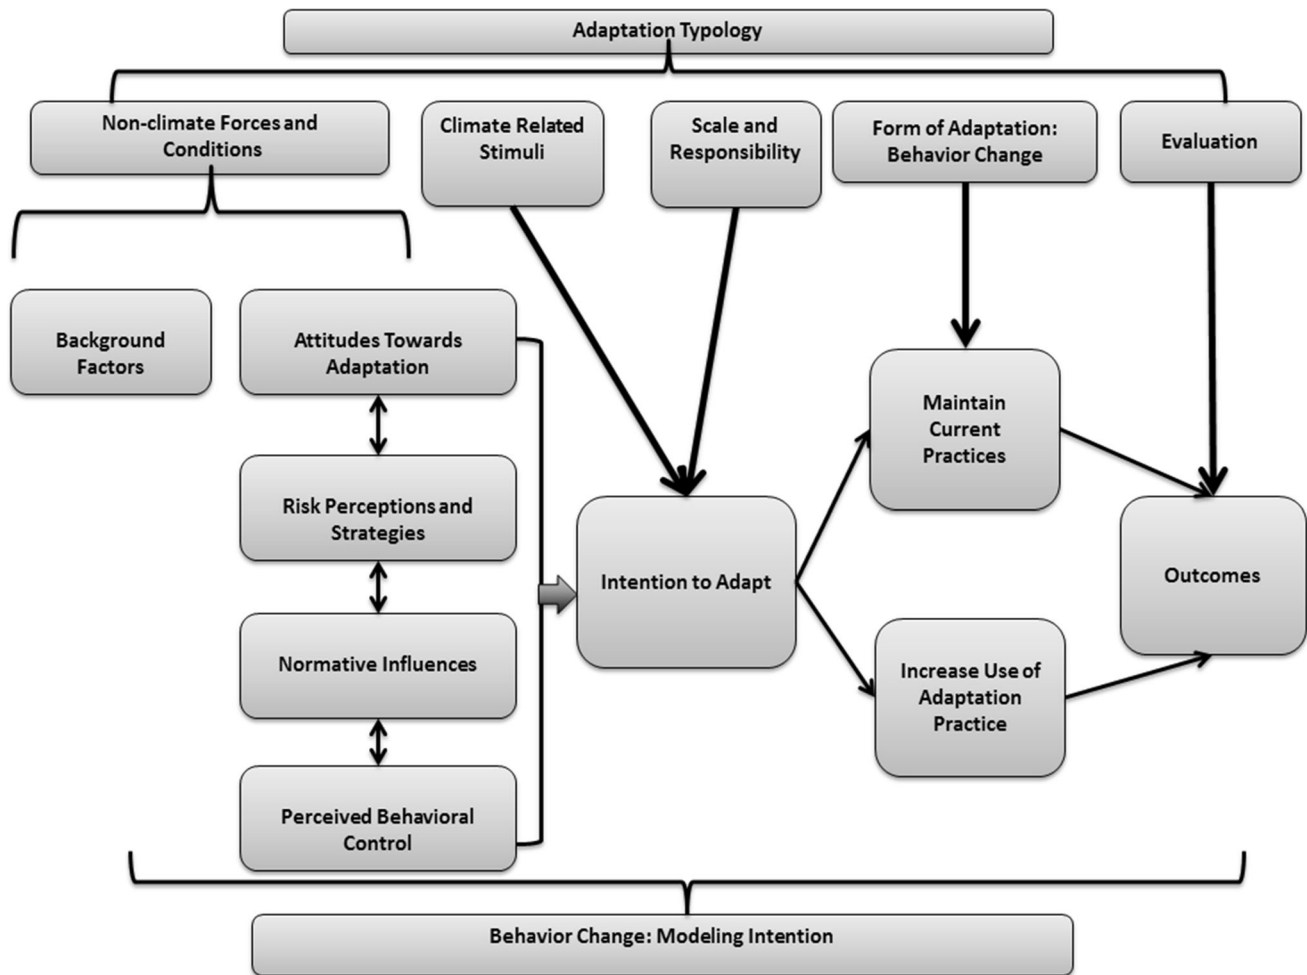 Adaptation Typology
Non-climate Forces and
Conditions
Climate Related
Stimuli
Scale and
Responsibility
Form of Adaptation:
Behavior Change
Evaluation
Background
Factors
Attitudes Towards
Adaptation
Risk Perceptions and
Strategies
Normative Influences
Perceived Behavioral
Control
Intention to Adapt
Maintain
Current
Practices
Increase Use of
Adaptation
Practice
Outcomes
Behavior Change: Modeling Intention